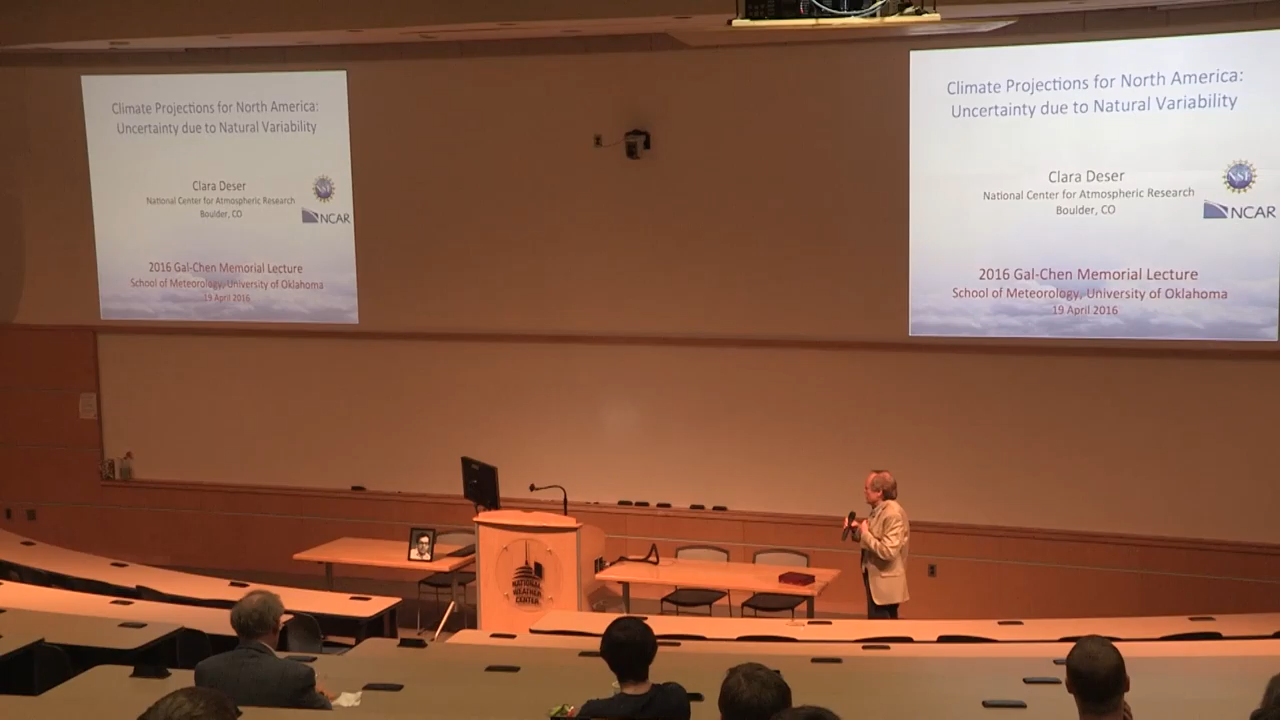 Climate Projections for North America:
Uncertainty due to Natural Variability
Clara Deser
National Center for Atmospheric Research
Boulder, CO
NSF
NCAR
2016 Gal-Chen Memorial Lecture
School of Meteorology, University of Oklahoma
19 April 2016
Climate Projections for North America:
Uncertainty due to Natural Variability
Clara Deser
National Center for Atmospheric Research
Boulder, CO
NSF
NCAR
2016 Gal-Chen Memorial Lecture
School of Meteorology, University of Oklahoma
19 April 2016
NATIONAL
WEATHER
CENTER